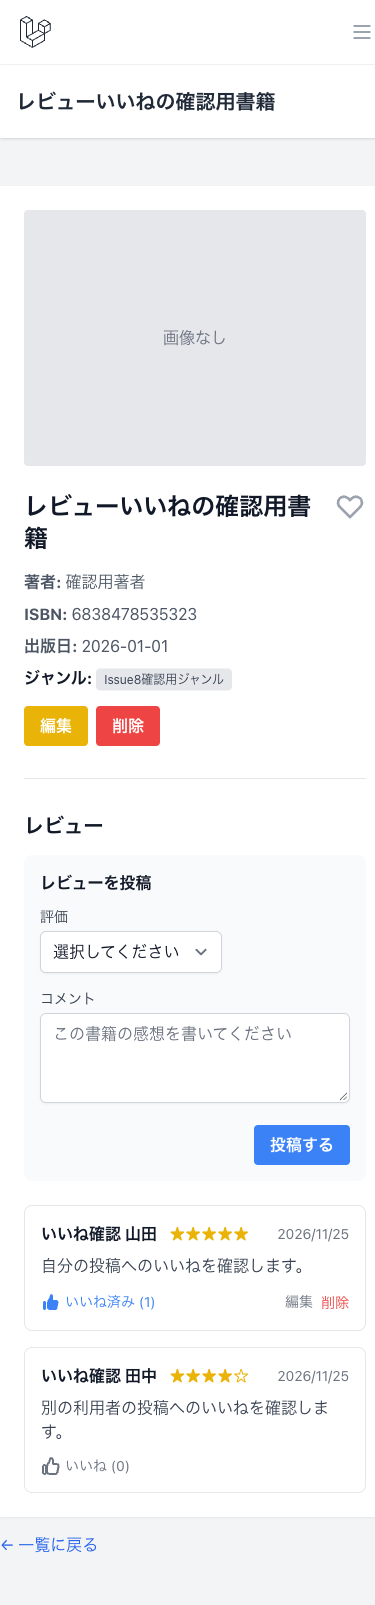 レビューいいねの確認用書籍
画像なし
レビューいいねの確認用書
籍
著者: 確認用著者
ISBN: 6838478535323
出版日: 2026-01-01
ジャンル: Issue8確認用ジャンル
編集 削除
レビュー
レビューを投稿
評価
選択してください
コメント
この書籍の感想を書いてください
投稿する
いいね確認 山田 ★★★★★ 2026/11/25
自分の投稿へのいいねを確認します。
いいね済み (1) 編集 削除
いいね確認 田中 ★★★★☆ 2026/11/25
別の利用者の投稿へのいいねを確認しま
す。
いいね (0)
← 一覧に戻る